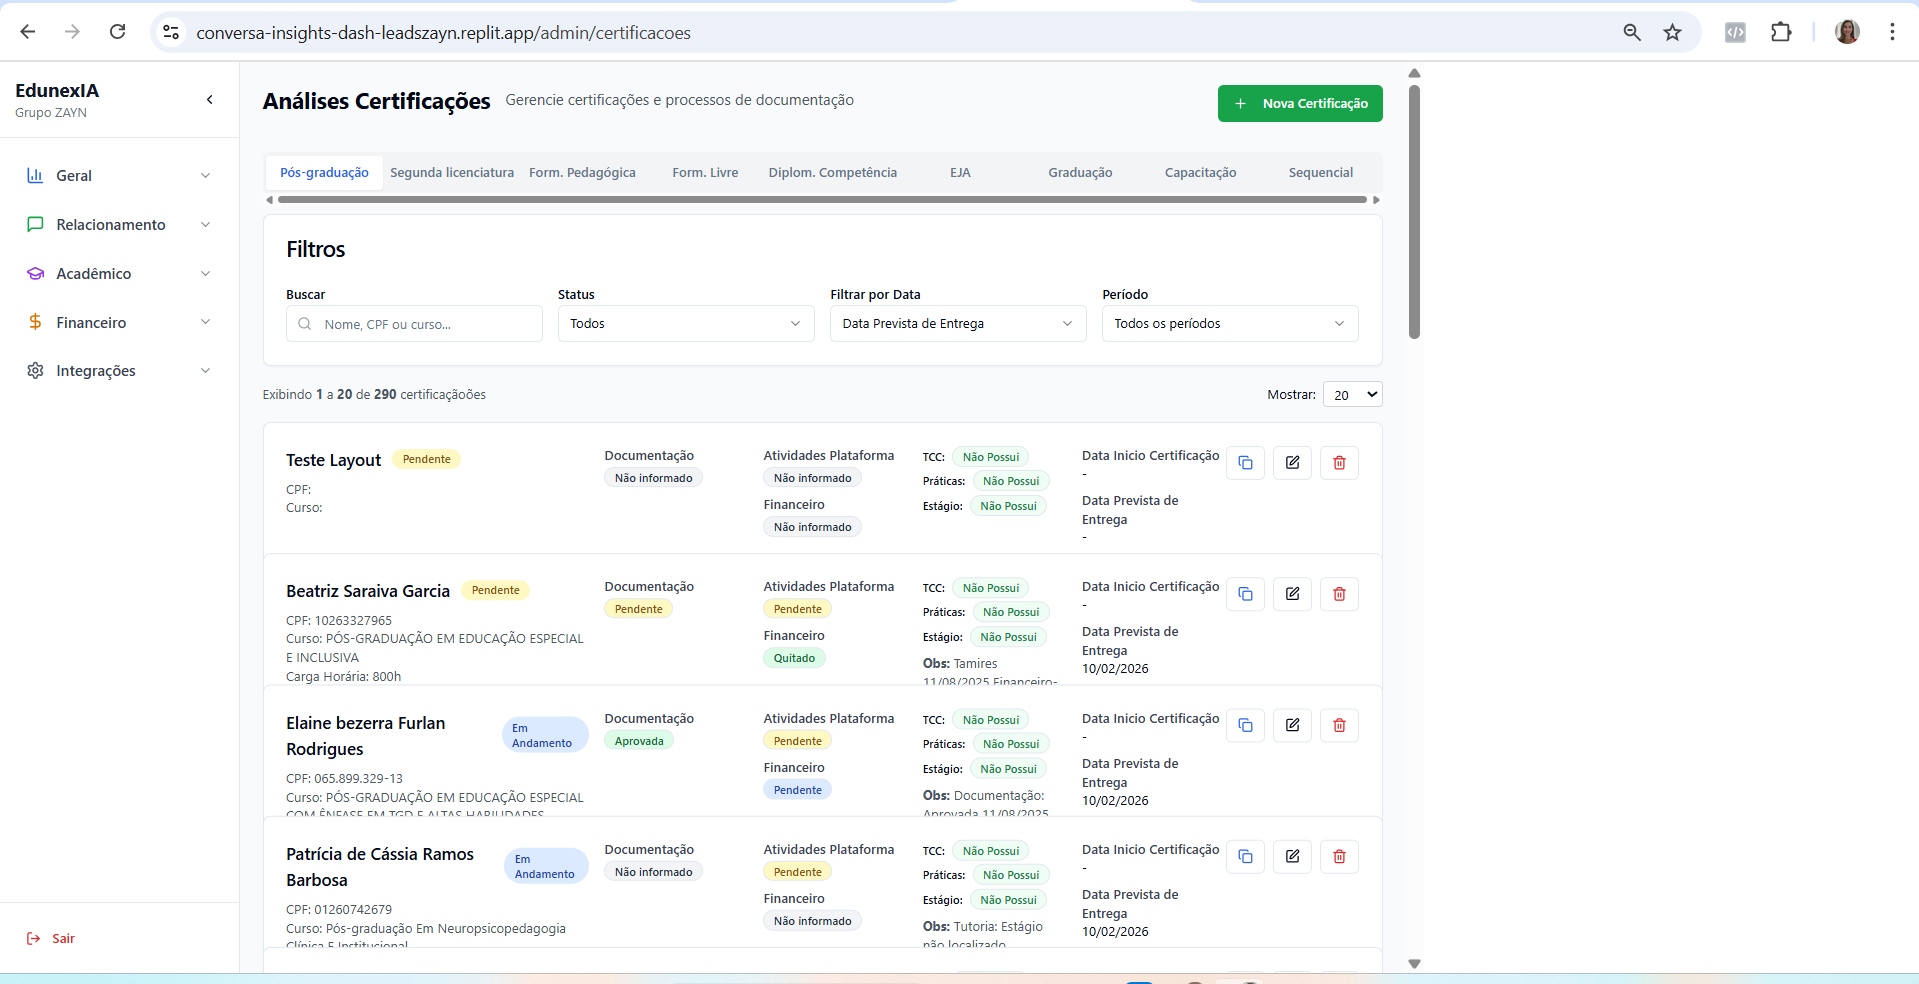 conversa-insights-dash-leadszayn.replit.app/admin/certificacoes
EdunexIA
Grupo ZAYN
Geral
Relacionamento
Acadêmico
Financeiro
Integrações
Sair
Análises Certificações
Gerencie certificações e processos de documentação
+ Nova Certificação
Pós-graduação
Segunda licenciatura
Form. Pedagógica
Form. Livre
Diplom. Competência
EJA
Graduação
Capacitação
Sequencial
Filtros
Buscar
Nome, CPF ou curso...
Status
Todos
Filtrar por Data
Data Prevista de Entrega
Período
Todos os períodos
Exibindo 1 a 20 de 290 certificaçãoões
Mostrar: 20
Teste Layout
Pendente
CPF:
Curso:
Documentação
Não informado
Atividades Plataforma
Não informado
Financeiro
Não informado
TCC: Não Possui
Práticas: Não Possui
Estágio: Não Possui
Data Inicio Certificação
-
Data Prevista de
Entrega
-
Beatriz Saraiva Garcia
Pendente
CPF: 10263327965
Curso: PÓS-GRADUAÇÃO EM EDUCAÇÃO ESPECIAL
E INCLUSIVA
Carga Horária: 800h
Documentação
Pendente
Atividades Plataforma
Pendente
Financeiro
Quitado
TCC: Não Possui
Práticas: Não Possui
Estágio: Não Possui
Obs: Tamires
11/08/2025 Financeiro-
Data Inicio Certificação
-
Data Prevista de
Entrega
10/02/2026
Elaine bezerra Furlan
Rodrigues
Em
Andamento
CPF: 065.899.329-13
Curso: PÓS-GRADUAÇÃO EM EDUCAÇÃO ESPECIAL
COM ÊNFASE EM TGD E ALTAS HABILIDADES
Documentação
Aprovada
Atividades Plataforma
Pendente
Financeiro
Pendente
TCC: Não Possui
Práticas: Não Possui
Estágio: Não Possui
Obs: Documentação:
Aprovada 11/08/2025
Data Inicio Certificação
-
Data Prevista de
Entrega
10/02/2026
Patrícia de Cássia Ramos
Barbosa
Em
Andamento
CPF: 01260742679
Curso: Pós-graduação Em Neuropsicopedagogia
Clínica E Institucional
Documentação
Não informado
Atividades Plataforma
Pendente
Financeiro
Não informado
TCC: Não Possui
Práticas: Não Possui
Estágio: Não Possui
Obs: Tutoria: Estágio
não localizado
Data Inicio Certificação
-
Data Prevista de
Entrega
10/02/2026